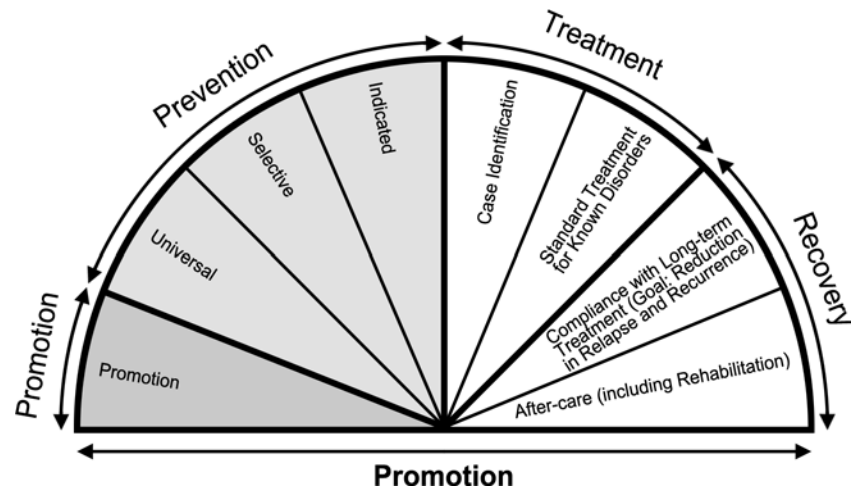 Prevention
Treatment
Promotion
Recovery
Promotion
Universal
Selective
Indicated
Case Identification
Standard Treatment
for Known Disorders
Compliance with Long-term
Treatment (Goal: Reduction
in Relapse and Recurrence)
After-care (including Rehabilitation)
Promotion